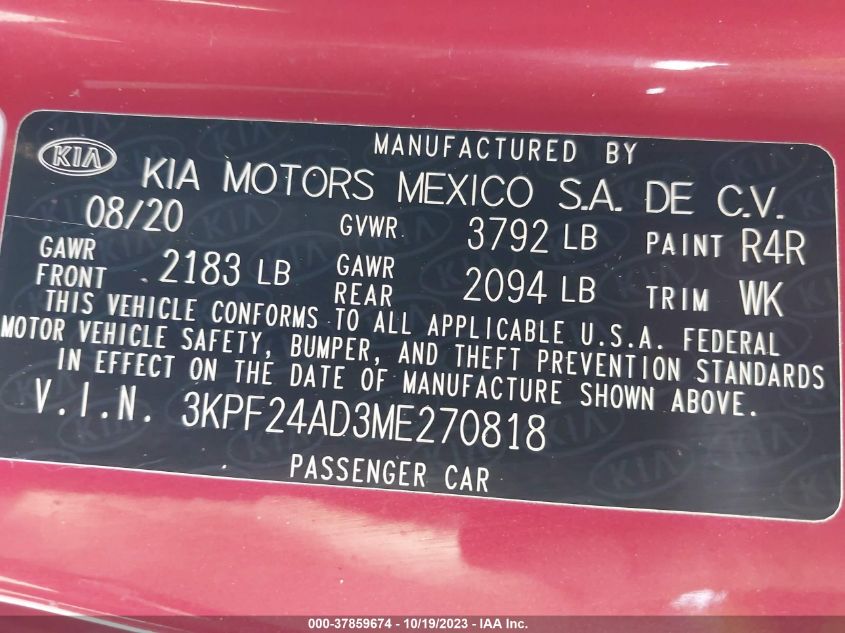 MANUFACTURED BY
KIA KIA MOTORS MEXICO S.A. DE C.V.
08/20 GVWR 3792 LB PAINT R4R
GAWR FRONT 2183 LB GAWR REAR 2094 LB TRIM WK
THIS VEHICLE CONFORMS TO ALL APPLICABLE U.S.A. FEDERAL
MOTOR VEHICLE SAFETY, BUMPER, AND THEFT PREVENTION STANDARDS
IN EFFECT ON THE DATE OF MANUFACTURE SHOWN ABOVE.
V.I.N. 3KPF24AD3ME270818
PASSENGER CAR
000-37859674 - 10/19/2023 - IAA Inc.